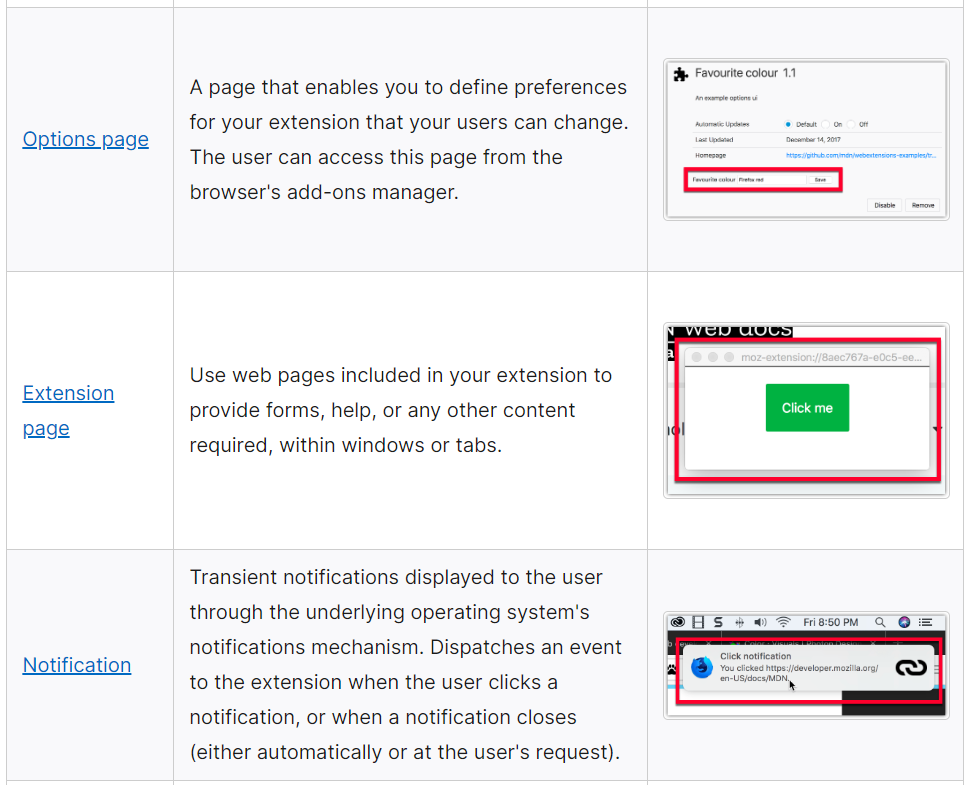 Options page
A page that enables you to define preferences
for your extension that your users can change.
The user can access this page from the
browser's add-ons manager.
Favourite colour 1.1
An example options ui
Automatic Updates Default On Off
Last Updated December 14, 2017
Homepage https://github.com/mdn/webextensions-examples/tr...
Favourite colour Firefox red Save
Disable Remove
Extension
page
Use web pages included in your extension to
provide forms, help, or any other content
required, within windows or tabs.
web docs
moz-extension://8aec767a-e0c5-ee...
Click me
Notification
Transient notifications displayed to the user
through the underlying operating system's
notifications mechanism. Dispatches an event
to the extension when the user clicks a
notification, or when a notification closes
(either automatically or at the user's request).
Fri 8:50 PM
Click notification
You clicked https://developer.mozilla.org/
en-US/docs/MDN.